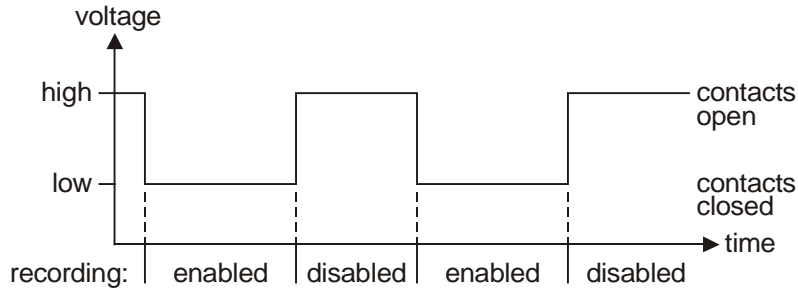 voltage
high
contacts
open
low
contacts
closed
time
recording: enabled disabled enabled disabled